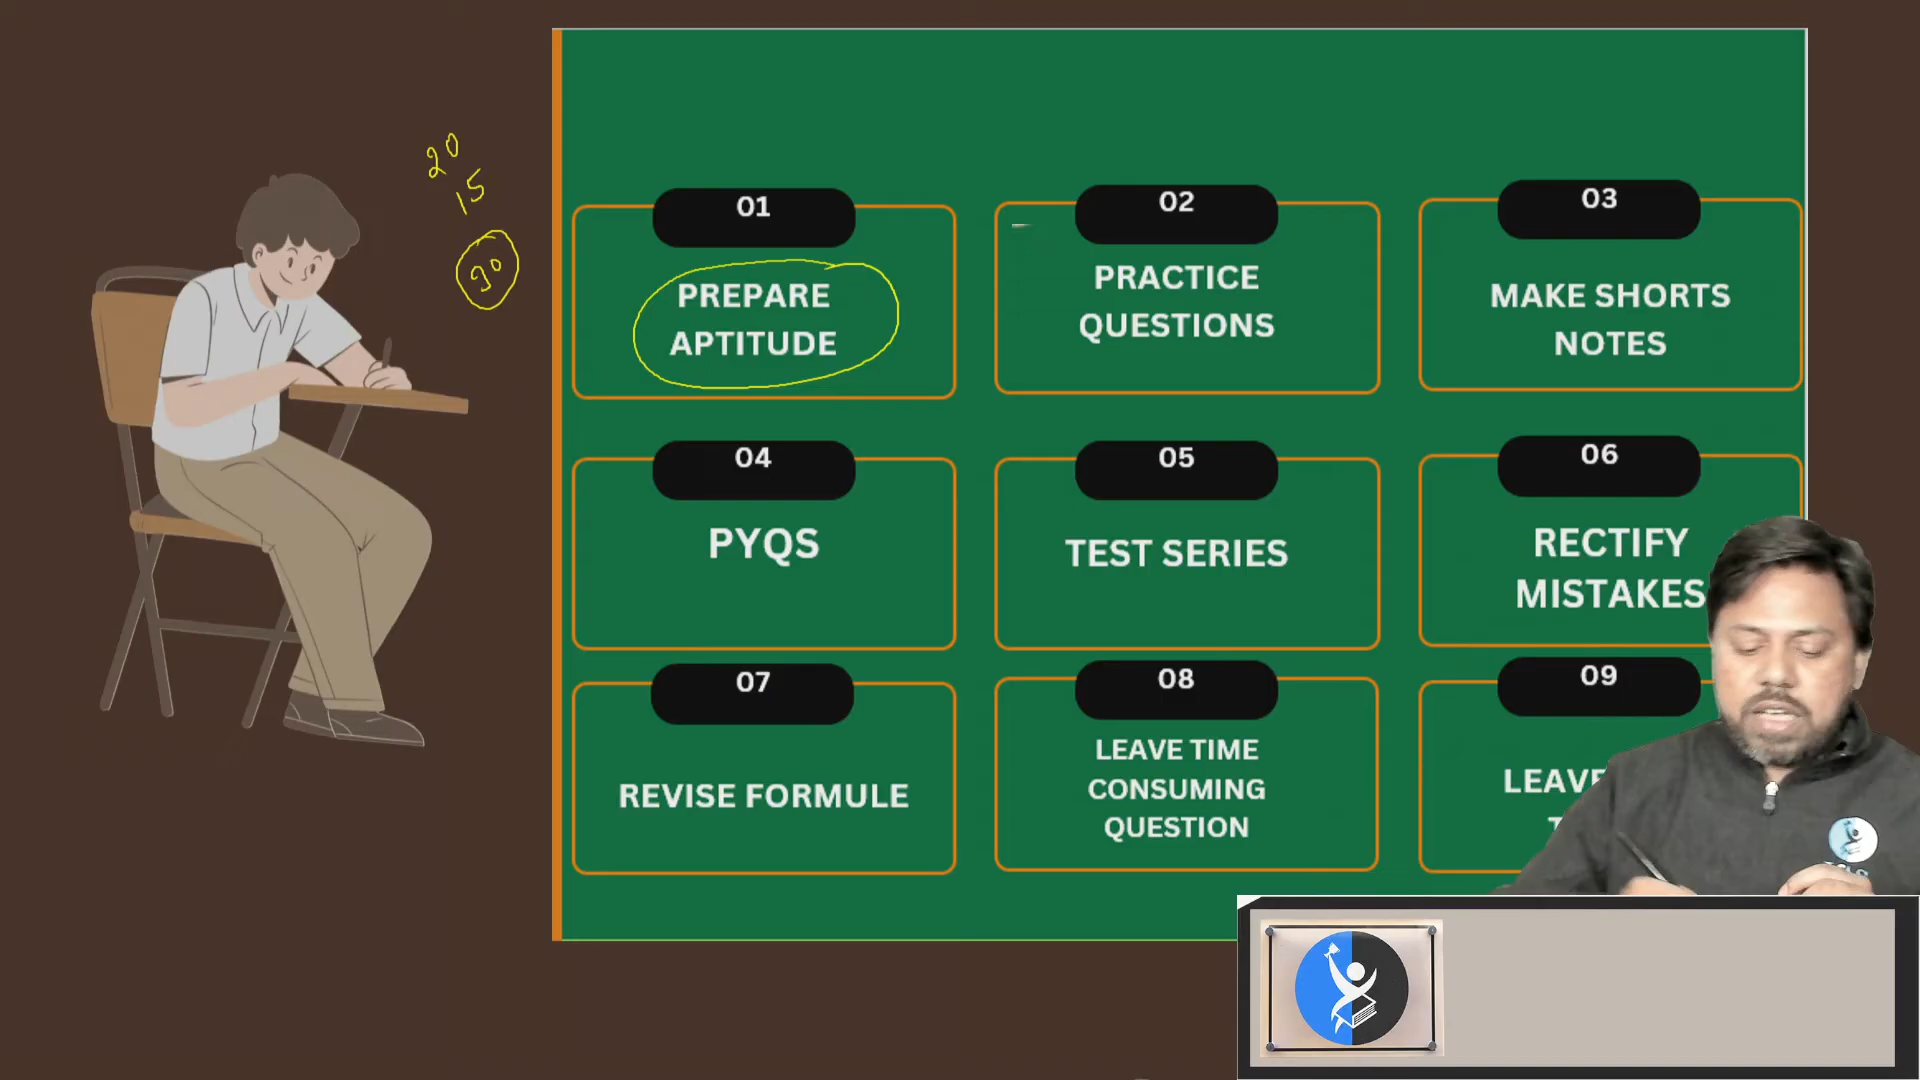 20
15
01
PREPARE
APTITUDE
02
PRACTICE
QUESTIONS
03
MAKE SHORTS
NOTES
04
PYQS
05
TEST SERIES
06
RECTIFY
MISTAKES
07
REVISE FORMULE
08
LEAVE TIME
CONSUMING
QUESTION
09
LEAVE